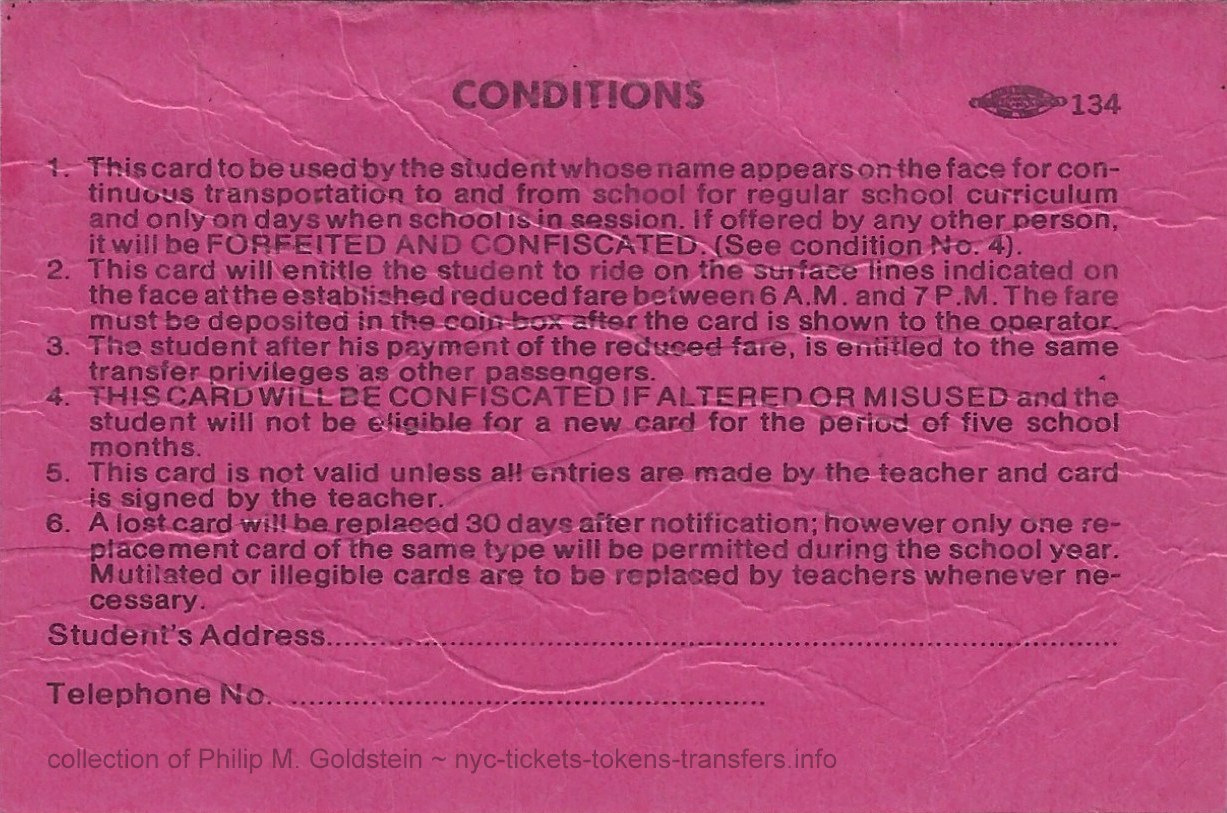 CONDITIONS
134
1. This card to be used by the student whose name appears on the face for con-
tinuous transportation to and from school for regular school curriculum
and only on days when school is in session. If offered by any other person,
it will be FORFEITED AND CONFISCATED. (See condition No. 4).
2. This card will entitle the student to ride on the surface lines indicated on
the face at the established reduced fare between 6 A.M. and 7 P.M. The fare
must be deposited in the coin box after the card is shown to the operator.
3. The student after his payment of the reduced fare, is entitled to the same
transfer privileges as other passengers.
4. THIS CARD WILL BE CONFISCATED IF ALTERED OR MISUSED and the
student will not be eligible for a new card for the period of five school
months.
5. This card is not valid unless all entries are made by the teacher and card
is signed by the teacher.
6. A lost card will be replaced 30 days after notification; however only one re-
placement card of the same type will be permitted during the school year.
Mutilated or illegible cards are to be replaced by teachers whenever ne-
cessary.
Student's Address........................................................................................
Telephone No. ......................................................
collection of Philip M. Goldstein ~ nyc-tickets-tokens-transfers.info